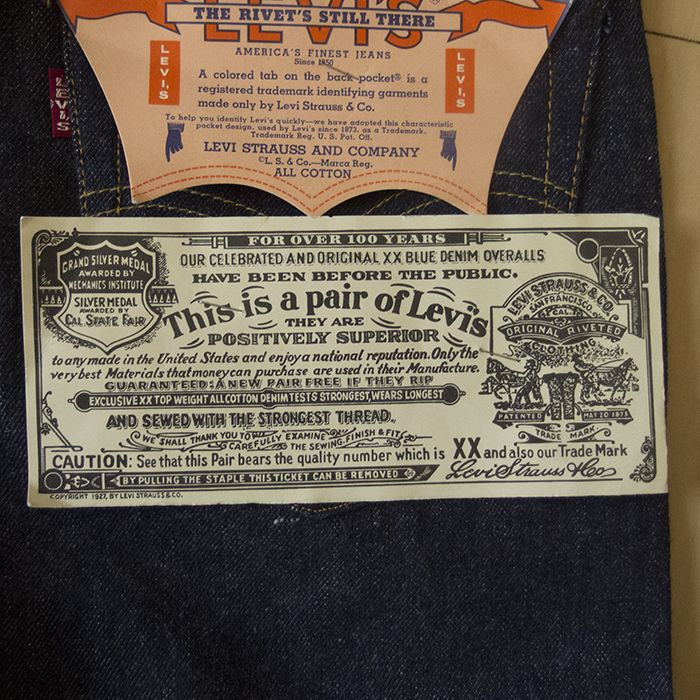 LEVI'S
THE RIVET'S STILL THERE
AMERICA'S FINEST JEANS
Since 1850
LEVI'S
LEVI'S
A colored tab on the back pocket® is a
registered trademark identifying garments
made only by Levi Strauss & Co.
To help you identify Levi's quickly—we have adopted this characteristic
pocket design, used by Levi's since 1873, as a Trademark.
Trademark Reg. U.S. Pat. Off.
LEVI STRAUSS AND COMPANY
©L. S. & Co.—Marca Reg.
ALL COTTON
LEVI'S
FOR OVER 100 YEARS
OUR CELEBRATED AND ORIGINAL XX BLUE DENIM OVERALLS
HAVE BEEN BEFORE THE PUBLIC.
This is a pair of Levi's
THEY ARE
POSITIVELY SUPERIOR
to any made in the United States and enjoy a national reputation. Only the
very best Materials that money can purchase are used in their Manufacture.
GUARANTEED: A NEW PAIR FREE IF THEY RIP
EXCLUSIVE XX TOP WEIGHT ALL COTTON DENIM TESTS STRONGEST, WEARS LONGEST
AND SEWED WITH THE STRONGEST THREAD.
WE SHALL THANK YOU TO
CAREFULLY EXAMINE
THE SEWING, FINISH & FIT
CAUTION: See that this Pair bears the quality number which is XX and also our Trade Mark
Levi Strauss & Co
BY PULLING THE STAPLE THIS TICKET CAN BE REMOVED
COPYRIGHT 1927, BY LEVI STRAUSS & CO.
GRAND SILVER MEDAL
AWARDED BY
MECHANICS INSTITUTE
SILVER MEDAL
AWARDED BY
CAL. STATE FAIR
LEVI STRAUSS & CO.
SAN FRANCISCO
CAL.
ORIGINAL RIVETED
CLOTHING
PATENTED
MAY 20 1873
TRADE MARK